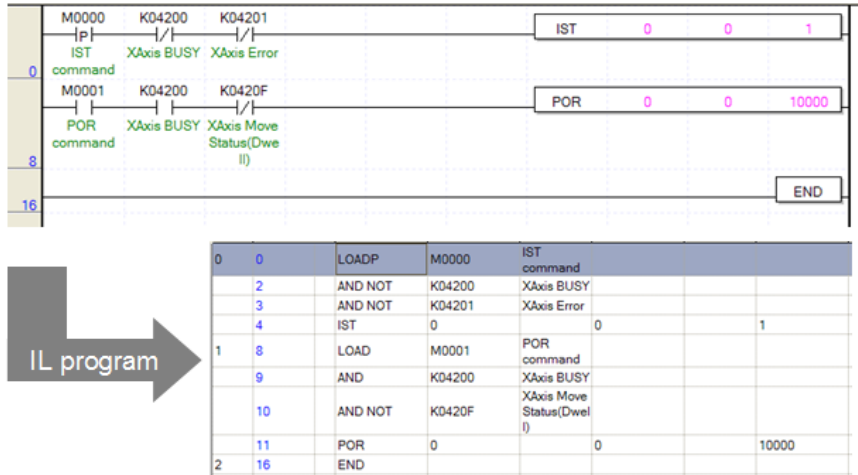 M0000 K04200 K04201
P IST 0 0 1
IST XAxis BUSY XAxis Error
0 command
M0001 K04200 K0420F
POR 0 0 10000
POR XAxis BUSY XAxis Move
command Status(Dwe
8 ll)
END
16
0 0 LOADP M0000 IST
command
2 AND NOT K04200 XAxis BUSY
3 AND NOT K04201 XAxis Error
4 IST 0 0 1
1 8 LOAD M0001 POR
command
9 AND K04200 XAxis BUSY
10 AND NOT K0420F XAxis Move
Status(Dwel
l)
11 POR 0 0 10000
2 16 END
IL program